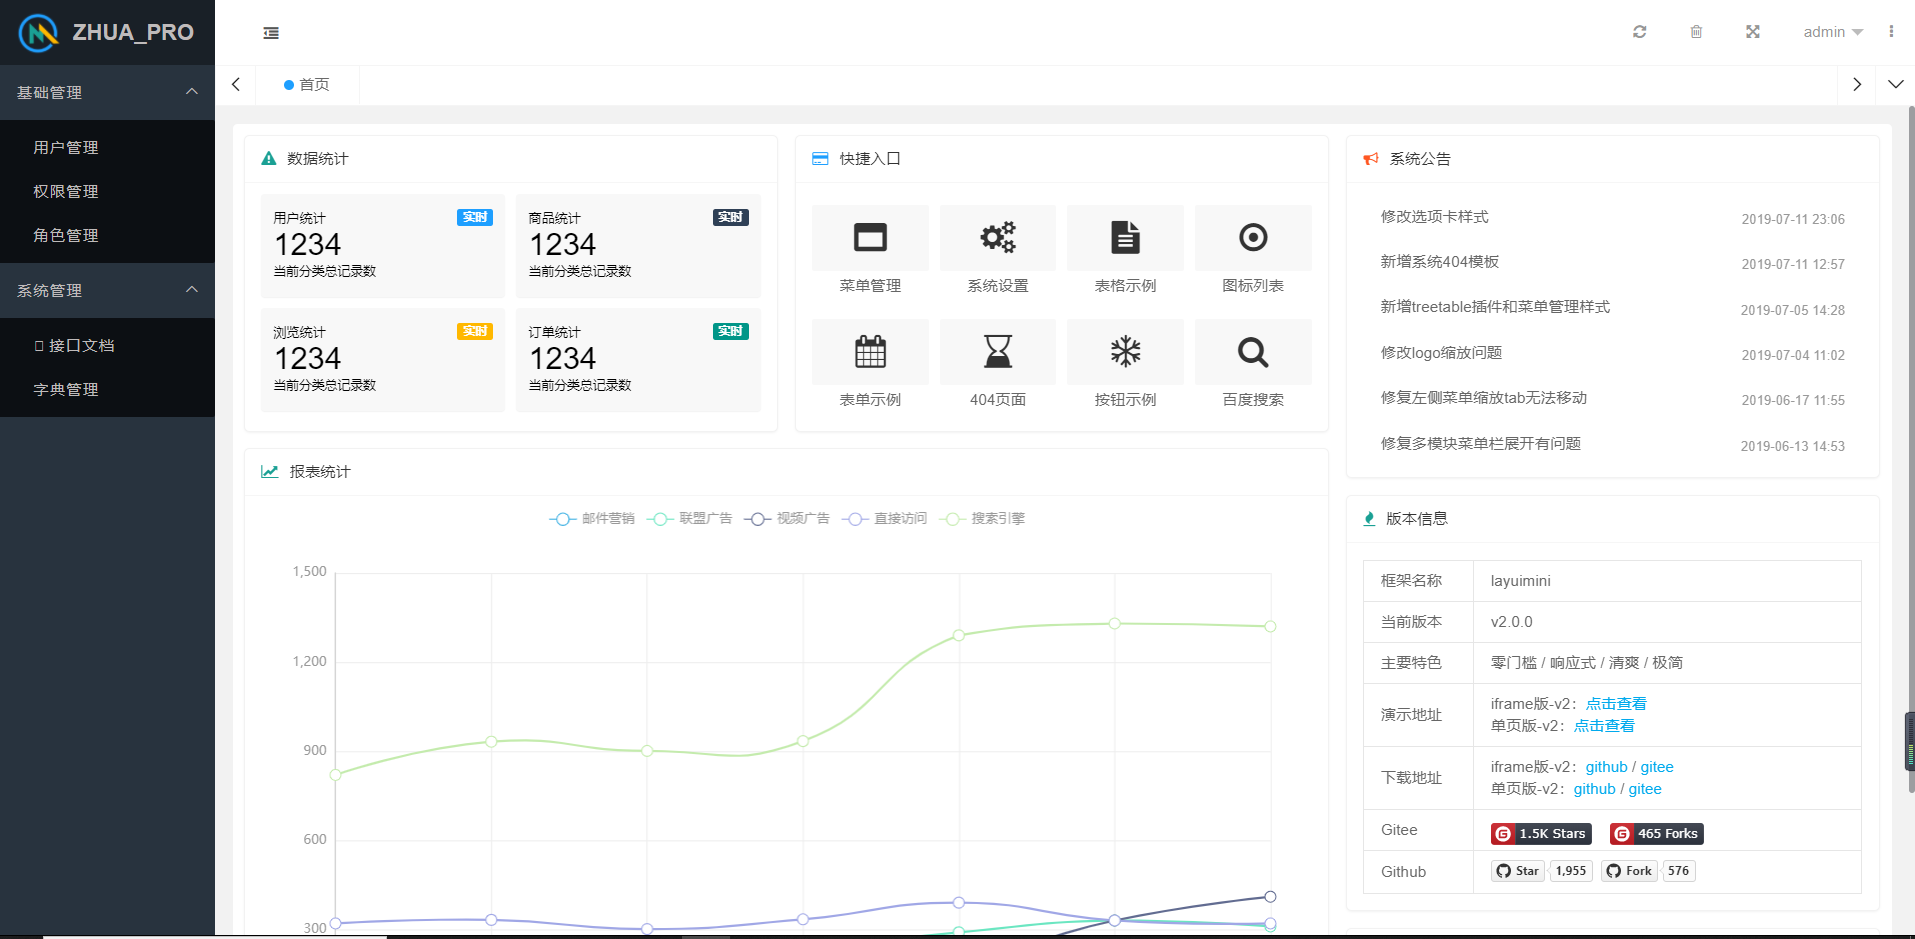 ZHUA_PRO
admin
基础管理
用户管理
权限管理
角色管理
系统管理
接口文档
字典管理
首页
数据统计
用户统计 实时
1234
当前分类总记录数
商品统计 实时
1234
当前分类总记录数
浏览统计 实时
1234
当前分类总记录数
订单统计 实时
1234
当前分类总记录数
快捷入口
菜单管理
系统设置
表格示例
图标列表
表单示例
404页面
按钮示例
百度搜索
系统公告
修改选项卡样式 2019-07-11 23:06
新增系统404模板 2019-07-11 12:57
新增treetable插件和菜单管理样式 2019-07-05 14:28
修改logo缩放问题 2019-07-04 11:02
修复左侧菜单缩放tab无法移动 2019-06-17 11:55
修复多模块菜单栏展开有问题 2019-06-13 14:53
报表统计
邮件营销 联盟广告 视频广告 直接访问 搜索引擎
1,500
1,200
900
600
300
版本信息
框架名称 layuimini
当前版本 v2.0.0
主要特色 零门槛 / 响应式 / 清爽 / 极简
演示地址
iframe版-v2：点击查看
单页版-v2：点击查看
下载地址
iframe版-v2：github / gitee
单页版-v2：github / gitee
Gitee 1.5K Stars 465 Forks
Github Star 1,955 Fork 576